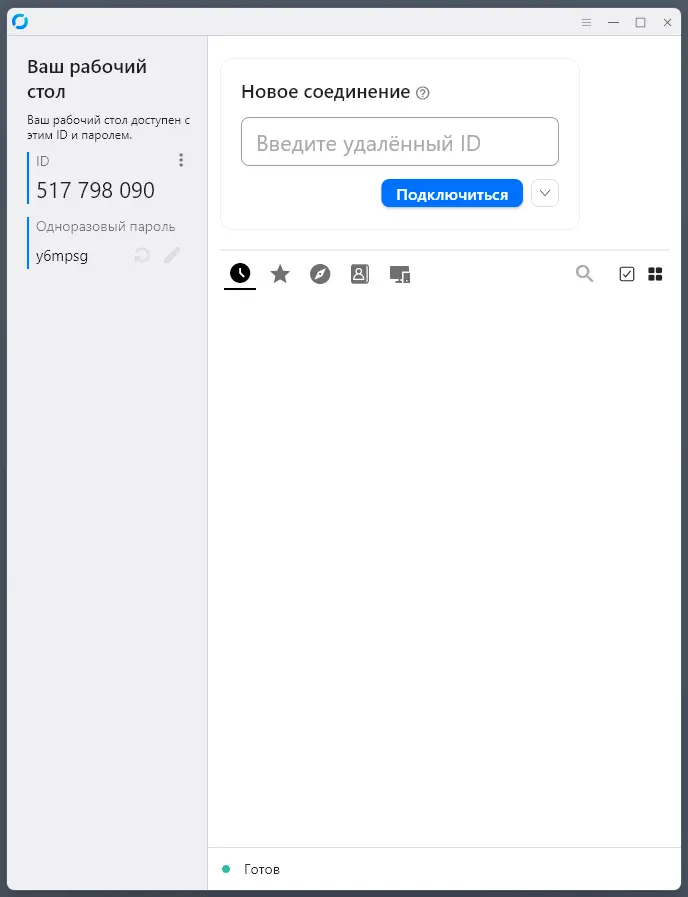 Ваш рабочий
стол
Ваш рабочий стол доступен с
этим ID и паролем.
ID
517 798 090
Одноразовый пароль
y6mpsg
Новое соединение
Введите удалённый ID
Подключиться
Готов